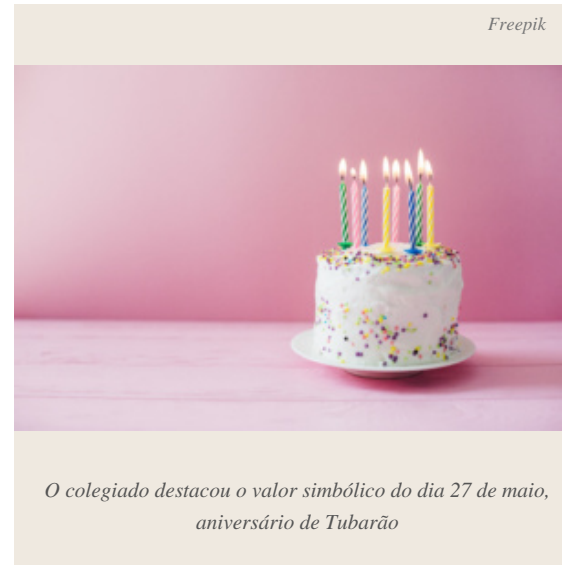 Freepik
O colegiado destacou o valor simbólico do dia 27 de maio,
aniversário de Tubarão